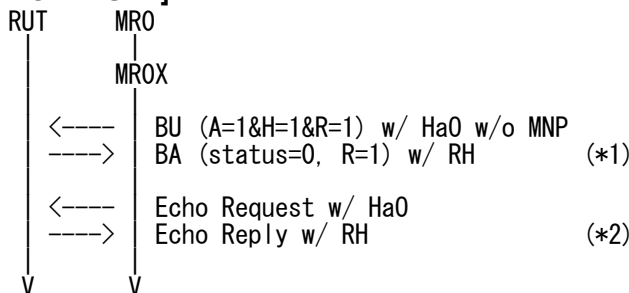 RUT MR0
MR0X
<---- BU (A=1&H=1&R=1) w/ HaO w/o MNP
----> BA (status=0, R=1) w/ RH (*1)
<---- Echo Request w/ HaO
----> Echo Reply w/ RH (*2)
V V